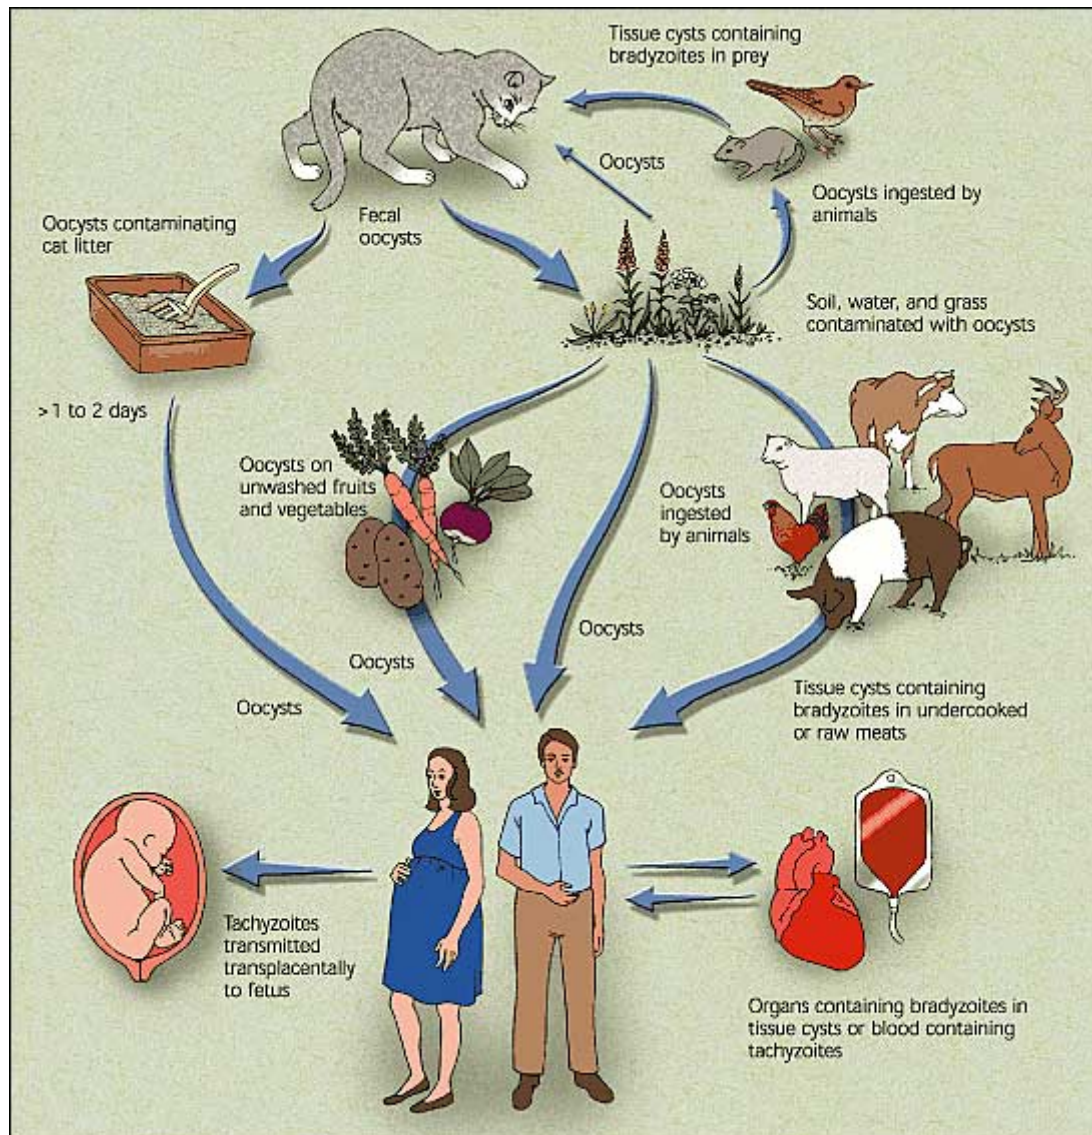 Tissue cysts containing
bradyzoites in prey
Oocysts
Oocysts ingested by
animals
Oocysts contaminating
cat litter
Fecal
oocysts
Soil, water, and grass
contaminated with oocysts
>1 to 2 days
Oocysts on
unwashed fruits
and vegetables
Oocysts
ingested
by animals
Oocysts
Oocysts
Oocysts
Tissue cysts containing
bradyzoites in undercooked
or raw meats
Tachyzoites
transmitted
transplacentally
to fetus
Organs containing bradyzoites in
tissue cysts or blood containing
tachyzoites